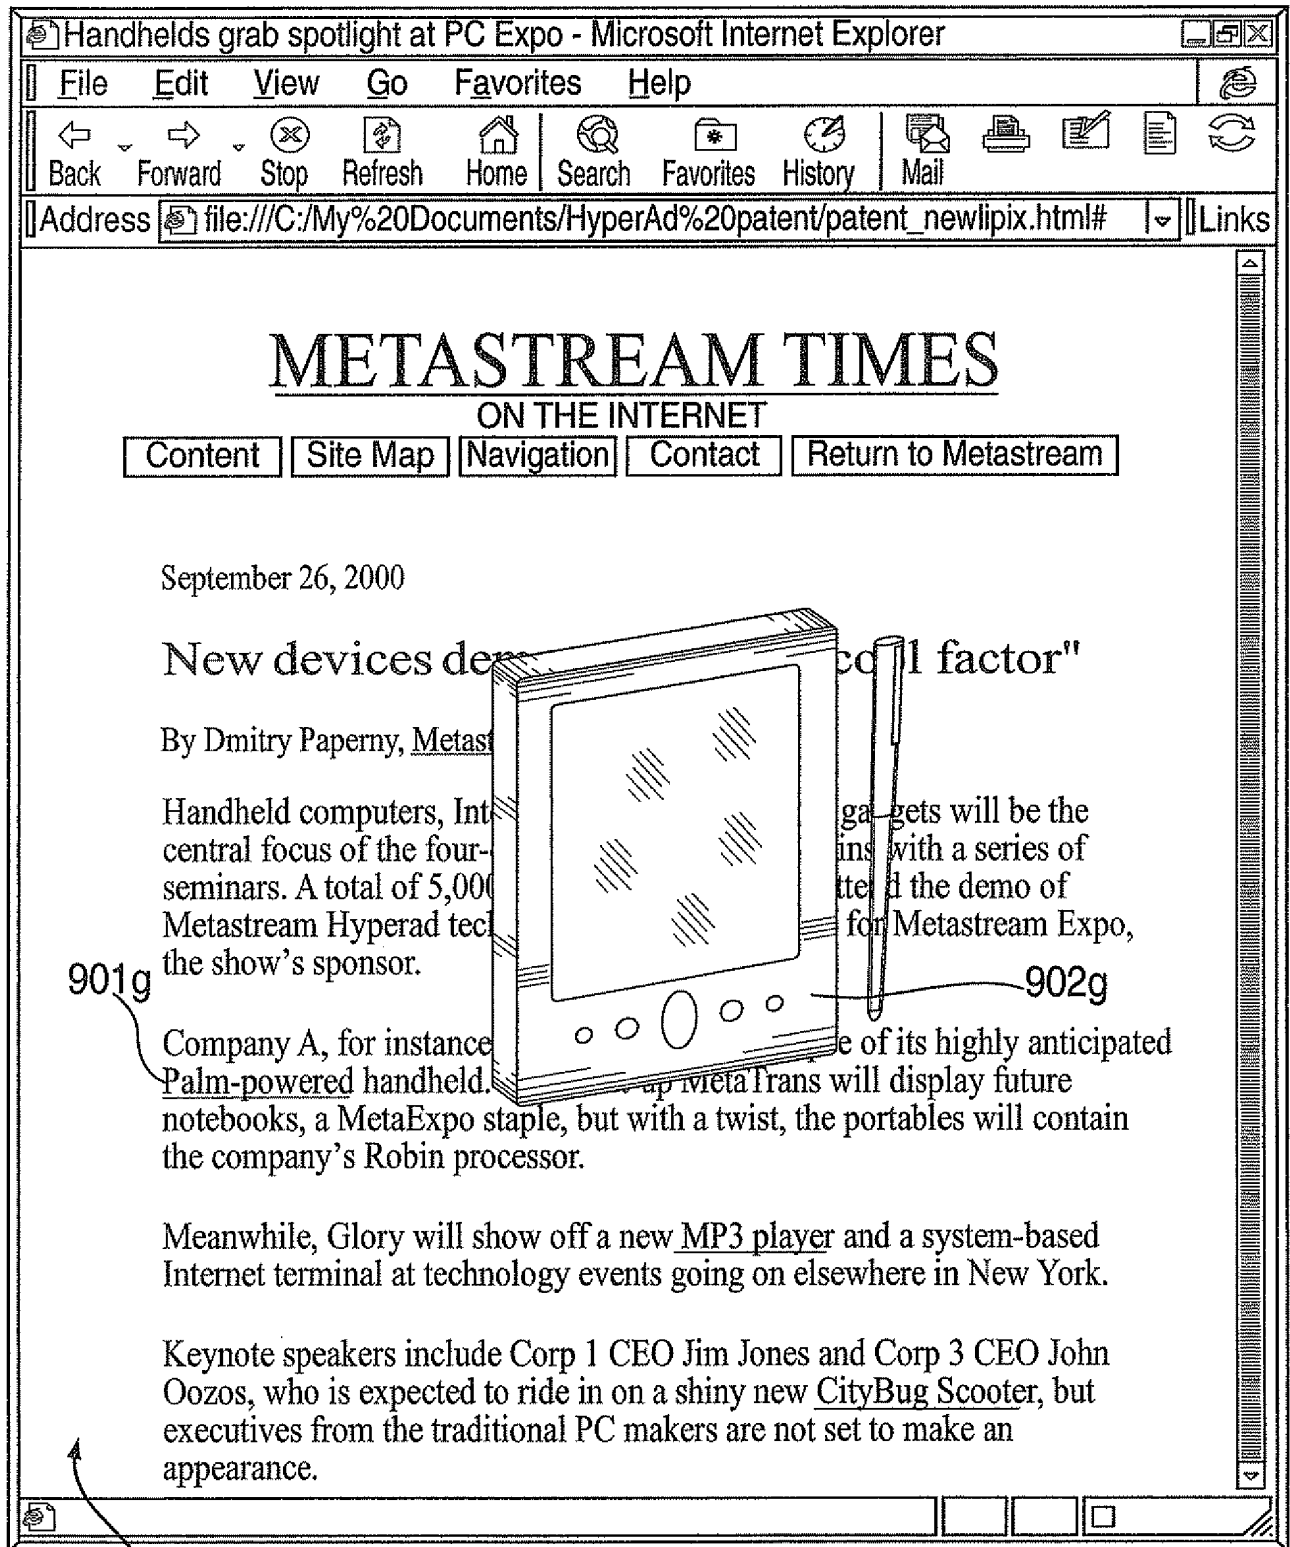 Handhelds grab spotlight at PC Expo - Microsoft Internet Explorer
File Edit View Go Favorites Help
Back Forward Stop Refresh Home Search Favorites History Mail
Address file:///C:/My%20Documents/HyperAd%20patent/patent_newlipix.html# Links
METASTREAM TIMES
ON THE INTERNET
Content Site Map Navigation Contact Return to Metastream
September 26, 2000
New devices factor"
By Dmitry Paperny,
Handheld computers, will be the
central focus of the with a series of
seminars. A total of the demo of
Metastream Hyperad for Metastream Expo,
the show's sponsor.
901g
902g
Company A, for instance of its highly anticipated
Palm-powered handheld. up MetaTrans will display future
notebooks, a MetaExpo staple, but with a twist, the portables will contain
the company's Robin processor.
Meanwhile, Glory will show off a new MP3 player and a system-based
Internet terminal at technology events going on elsewhere in New York.
Keynote speakers include Corp 1 CEO Jim Jones and Corp 3 CEO John
Oozos, who is expected to ride in on a shiny new CityBug Scooter, but
executives from the traditional PC makers are not set to make an
appearance.